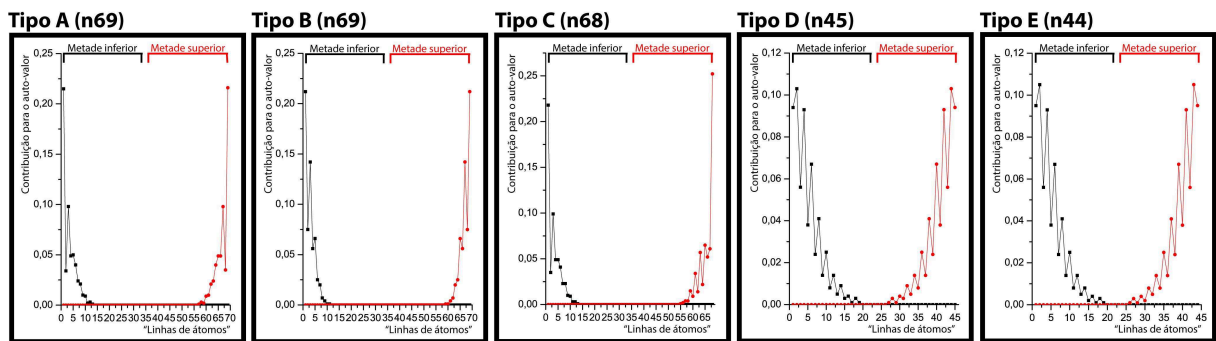 Tipo A (n69)
Metade inferior
Metade superior
Contribuição para o auto-valor
0,25
0,20
0,15
0,10
0,05
0,00
0 5 10 15 20 25 30 35 40 45 50 55 60 65 70
"Linhas de átomos"
Tipo B (n69)
Metade inferior
Metade superior
Contribuição para o auto-valor
0,25
0,20
0,15
0,10
0,05
0,00
0 5 10 15 20 25 30 35 40 45 50 55 60 65 70
"Linhas de átomos"
Tipo C (n68)
Metade inferior
Metade superior
Contribuição para o auto-valor
0,25
0,20
0,15
0,10
0,05
0,00
0 5 10 15 20 25 30 35 40 45 50 55 60 65
"Linhas de átomos"
Tipo D (n45)
Metade inferior
Metade superior
Contribuição para o auto-valor
0,12
0,10
0,08
0,06
0,04
0,02
0,00
0 5 10 15 20 25 30 35 40 45
"Linhas de átomos"
Tipo E (n44)
Metade inferior
Metade superior
Contribuição para o auto-valor
0,12
0,10
0,08
0,06
0,04
0,02
0,00
0 5 10 15 20 25 30 35 40 45
"Linhas de átomos"